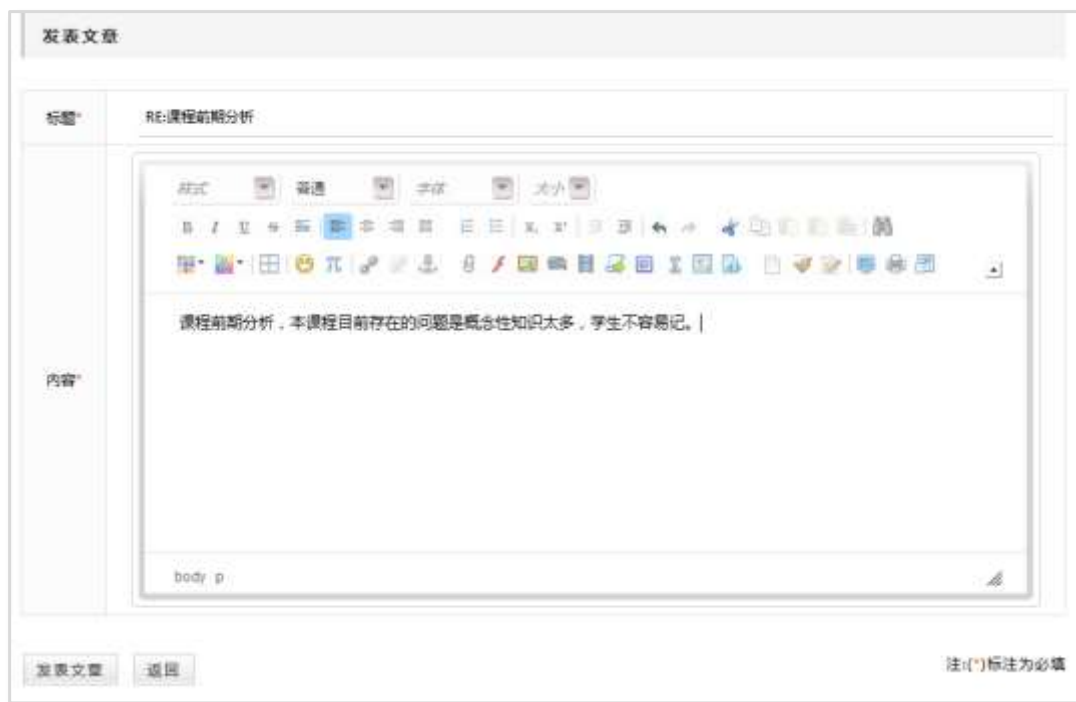 发表文章
标题*
RE:课程前期分析
样式 普通 字体 大小
B I U S
课程前期分析，本课程目前存在的问题是概念性知识太多，学生不容易记。
内容*
body p
发表文章 返回
注:(*)标注为必填